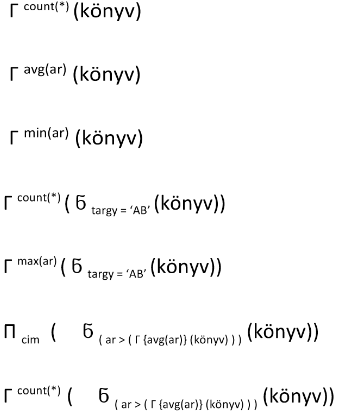 Γ count(*) (könyv)
Γ avg(ar) (könyv)
Γ min(ar) (könyv)
Γ count(*) ( Ϭ targy = ‘AB’ (könyv))
Γ max(ar) ( Ϭ targy = ‘AB’ (könyv))
Π cim ( Ϭ ( ar > ( Γ {avg(ar)} (könyv) ) ) (könyv))
Γ count(*) ( Ϭ ( ar > ( Γ {avg(ar)} (könyv) ) ) (könyv))